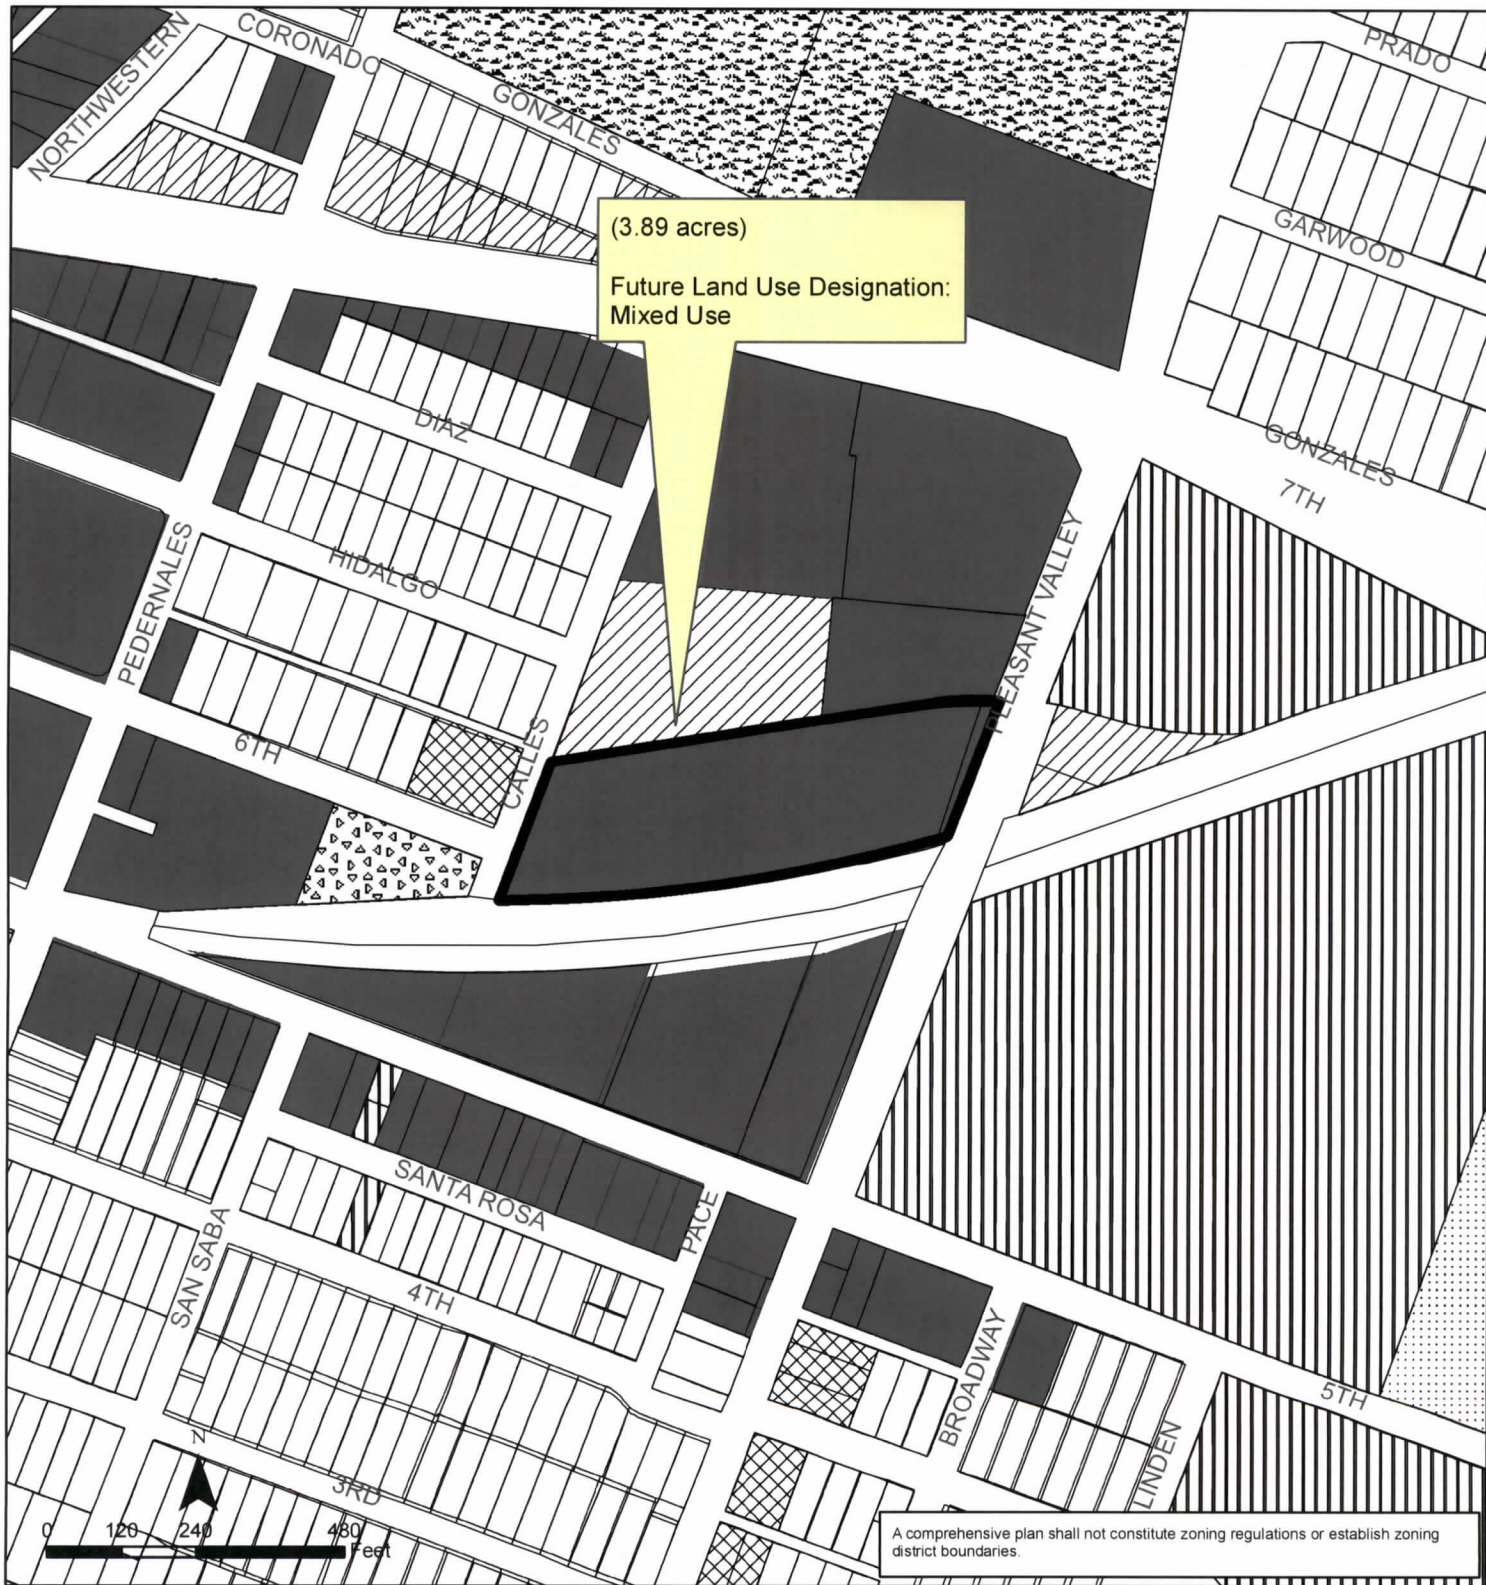 CORONADO
NORTHWESTERN
GONZALES
PRADO
GARWOOD
(3.89 acres)
Future Land Use Designation:
Mixed Use
DIAZ
GONZALES
7TH
HIDALGO
PEDERNALES
PLEASANT VALLEY
6TH
CALLES
SANTA ROSA
PACE
SAN SABA
4TH
BROADWAY
5TH
LINDEN
N
3RD
0 120 240 480
Feet
A comprehensive plan shall not constitute zoning regulations or establish zoning
district boundaries.